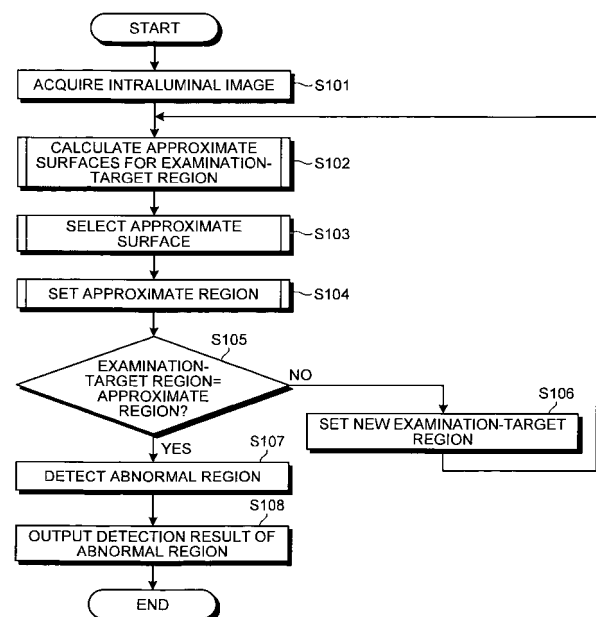 START
ACQUIRE INTRALUMINAL IMAGE
S101
CALCULATE APPROXIMATE
SURFACES FOR EXAMINATION-
TARGET REGION
S102
SELECT APPROXIMATE
SURFACE
S103
SET APPROXIMATE REGION
S104
S105
EXAMINATION-
TARGET REGION=
APPROXIMATE
REGION?
NO
S106
SET NEW EXAMINATION-TARGET
REGION
YES
S107
DETECT ABNORMAL REGION
S108
OUTPUT DETECTION RESULT OF
ABNORMAL REGION
END